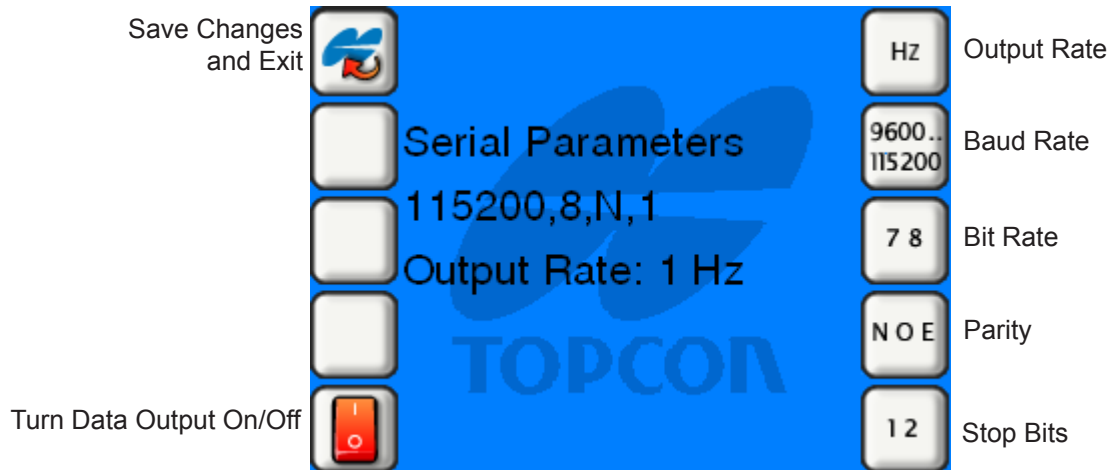 Save Changes
and Exit
Hz
Output Rate
Serial Parameters
9600..
115200
Baud Rate
115200,8,N,1
7 8
Bit Rate
Output Rate: 1 Hz
N O E
Parity
TOPCON
Turn Data Output On/Off
I
O
1 2
Stop Bits